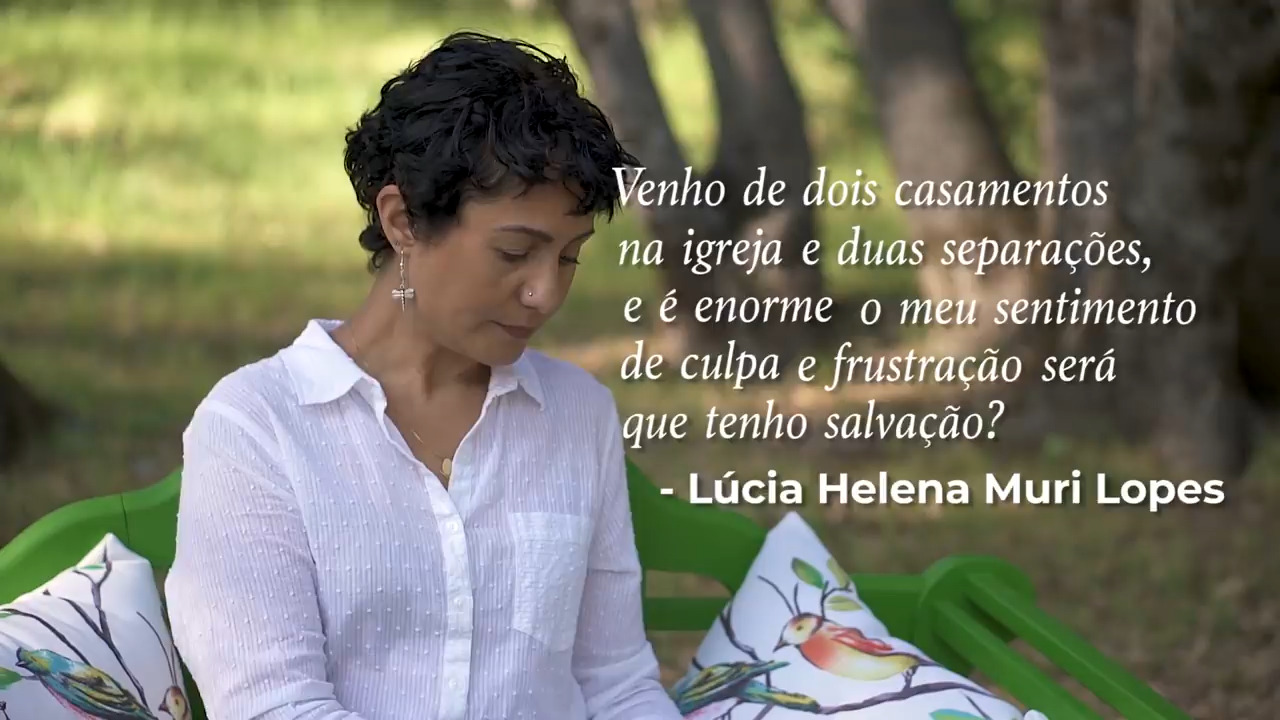 Venho de dois casamentos
na igreja e duas separações,
e é enorme o meu sentimento
de culpa e frustração será
que tenho salvação?
- Lúcia Helena Muri Lopes